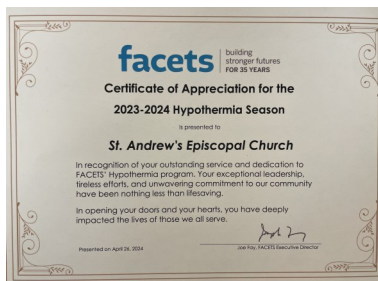 facets
building
stronger futures
FOR 35 YEARS
Certificate of Appreciation for the
2023-2024 Hypothermia Season
is presented to
St. Andrew's Episcopal Church
In recognition of your outstanding service and dedication to
FACETS' Hypothermia program. Your exceptional leadership,
tireless efforts, and unwavering commitment to our community
have been nothing less than lifesaving.
In opening your doors and your hearts, you have deeply
impacted the lives of those we all serve.
Presented on April 26, 2024
Joe Fay, FACETS Executive Director